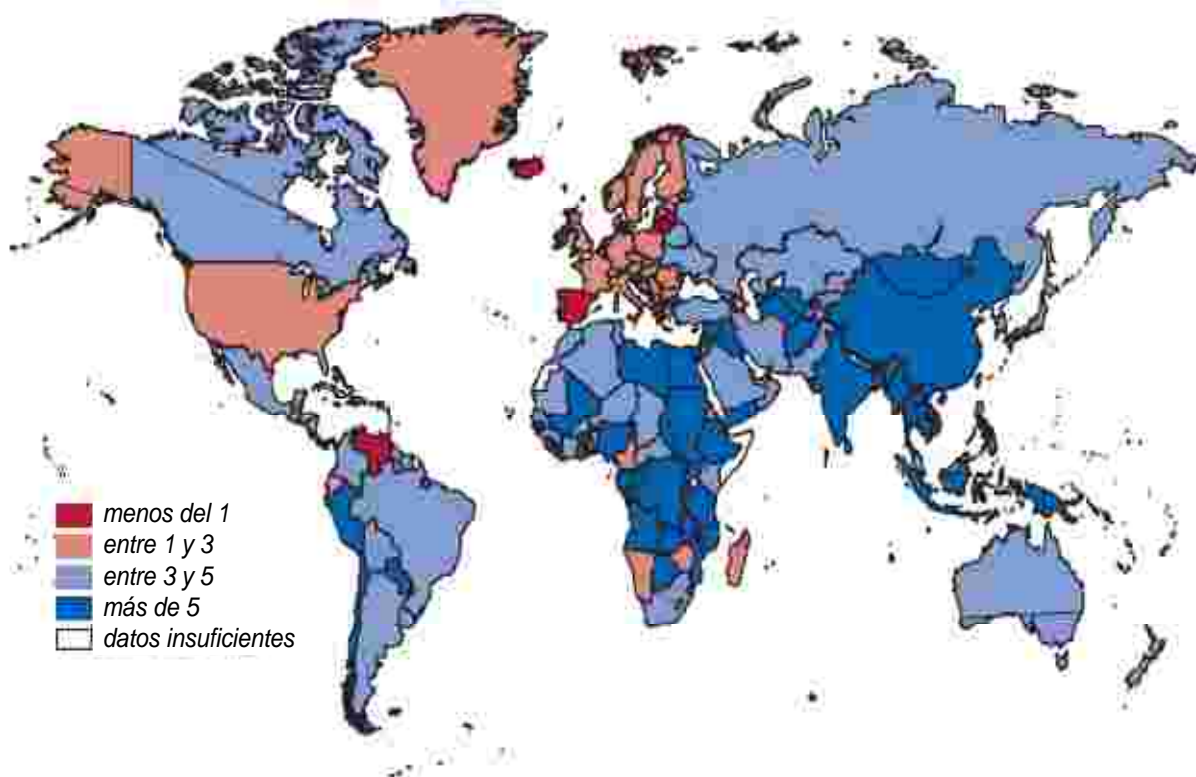 menos del 1
entre 1 y 3
entre 3 y 5
más de 5
datos insuficientes